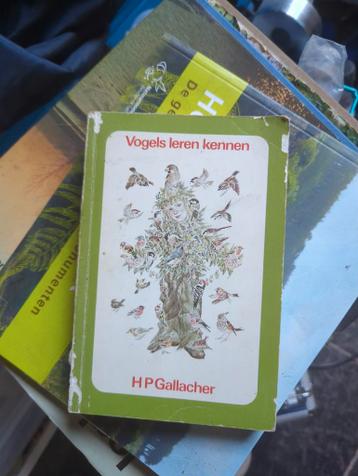 Vogels leren kennen
H P Gallacher
De ge
numenten